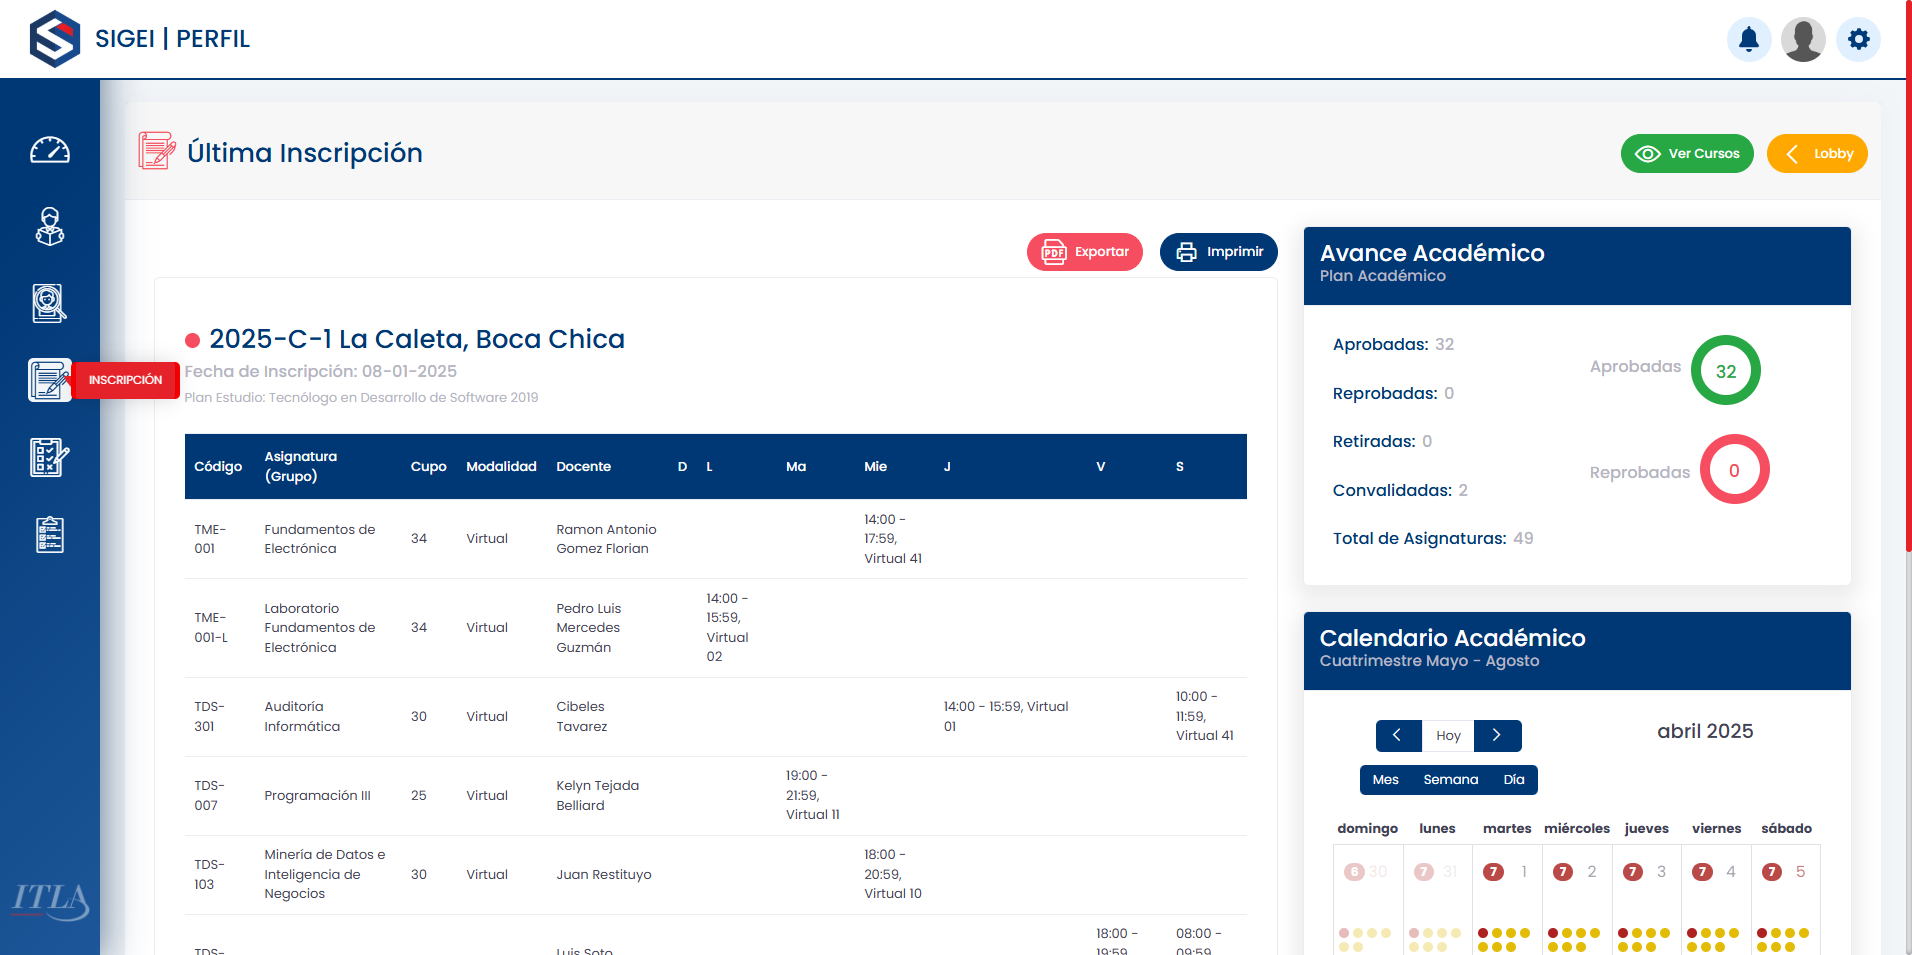 SIGEI | PERFIL
Última Inscripción
Ver Cursos
Lobby
INSCRIPCIÓN
ITLA
PDF Exportar
Imprimir
2025-C-1 La Caleta, Boca Chica
Fecha de Inscripción: 08-01-2025
Plan Estudio: Tecnólogo en Desarrollo de Software 2019
Código Asignatura (Grupo) Cupo Modalidad Docente D L Ma Mie J V S
TME-001 Fundamentos de Electrónica 34 Virtual Ramon Antonio Gomez Florian 14:00 - 17:59, Virtual 41
TME-001-L Laboratorio Fundamentos de Electrónica 34 Virtual Pedro Luis Mercedes Guzmán 14:00 - 15:59, Virtual 02
TDS-301 Auditoría Informática 30 Virtual Cibeles Tavarez 14:00 - 15:59, Virtual 01 10:00 - 11:59, Virtual 41
TDS-007 Programación III 25 Virtual Kelyn Tejada Belliard 19:00 - 21:59, Virtual 11
TDS-103 Minería de Datos e Inteligencia de Negocios 30 Virtual Juan Restituyo 18:00 - 20:59, Virtual 10
TDS- Luis Soto 18:00 - 19:59 08:00 - 09:59
Avance Académico
Plan Académico
Aprobadas: 32
Reprobadas: 0
Retiradas: 0
Convalidadas: 2
Total de Asignaturas: 49
Aprobadas 32
Reprobadas 0
Calendario Académico
Cuatrimestre Mayo - Agosto
Hoy
abril 2025
Mes Semana Día
domingo lunes martes miércoles jueves viernes sábado
6 30 7 31 7 1 7 2 7 3 7 4 7 5